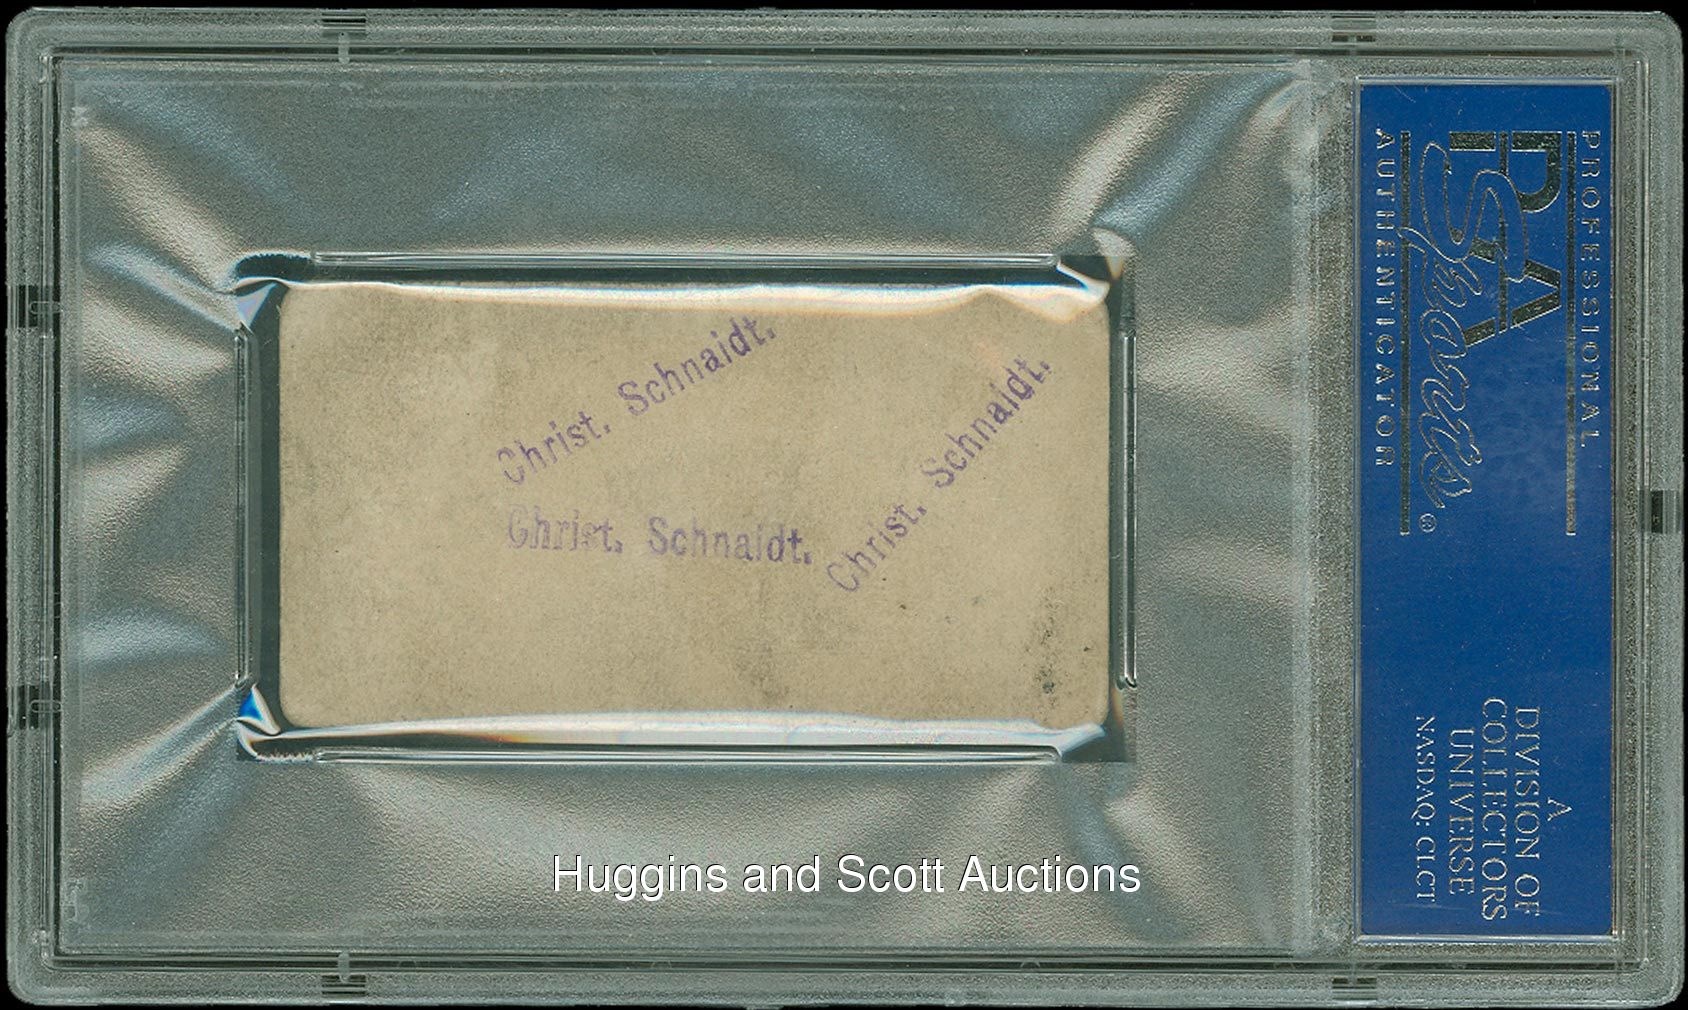 Christ. Schnaidt.
Christ. Schnaidt.
Christ. Schnaidt.
PROFESSIONAL
PSA
Sports®
AUTHENTICATOR
A
DIVISION OF
COLLECTORS
UNIVERSE
NASDAQ: CLCT
Huggins and Scott Auctions